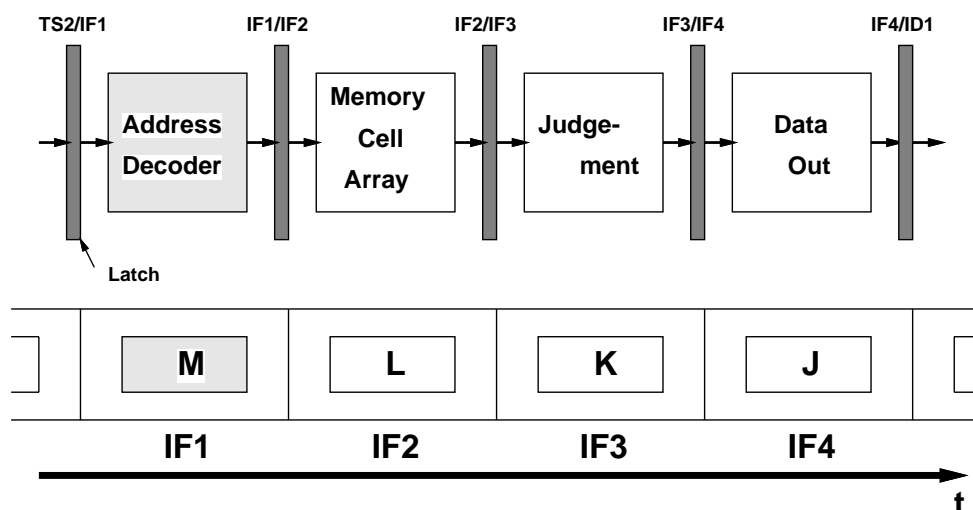 TS2/IF1 IF1/IF2 IF2/IF3 IF3/IF4 IF4/ID1
Address
Decoder
Memory
Cell
Array
Judge-
ment
Data
Out
Latch
M L K J
IF1 IF2 IF3 IF4
t